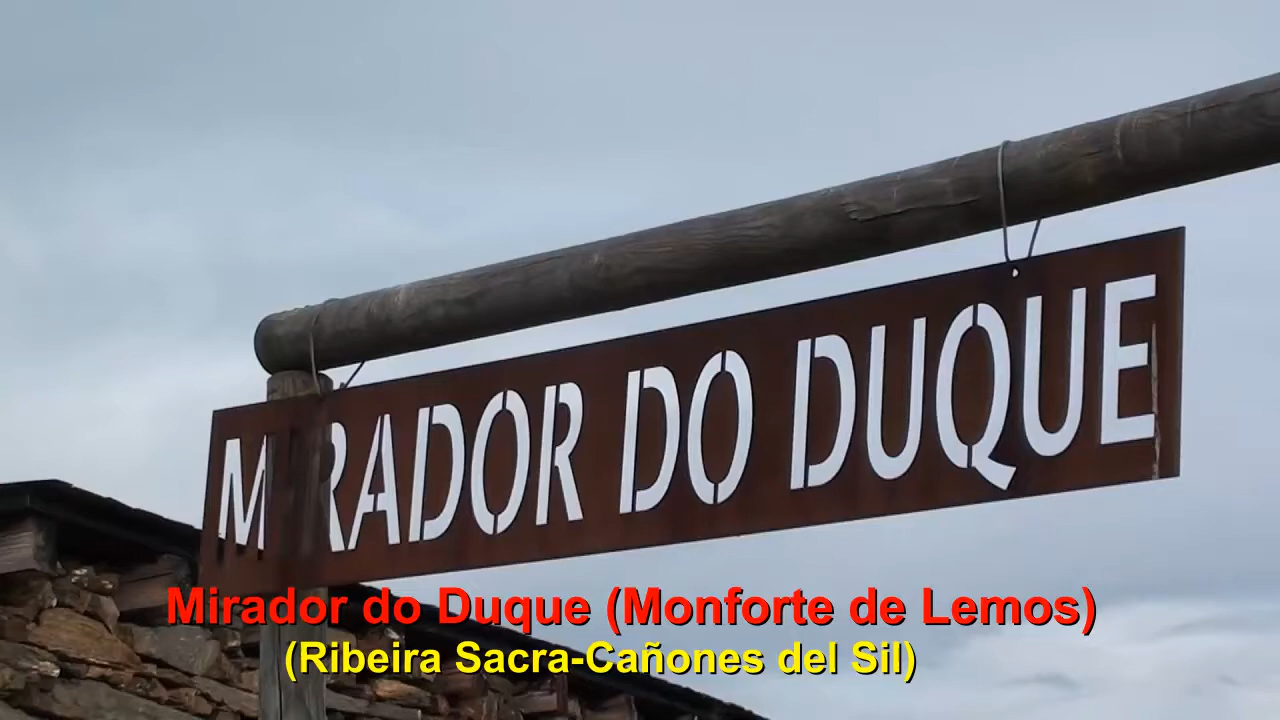 MIRADOR DO DUQUE
Mirador do Duque (Monforte de Lemos)
(Ribeira Sacra-Cañones del Sil)